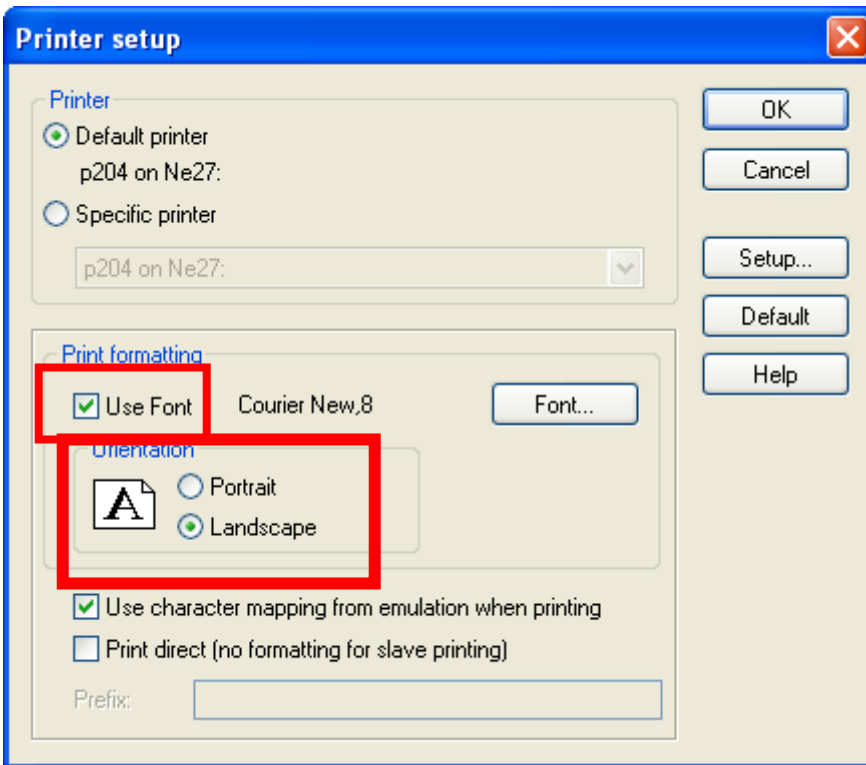 Printer setup
Printer
Default printer
p204 on Ne27:
Specific printer
p204 on Ne27:
OK
Cancel
Setup...
Default
Help
Print formatting
Use Font Courier New,8 Font...
Orientation
A
Portrait
Landscape
Use character mapping from emulation when printing
Print direct (no formatting for slave printing)
Prefix: